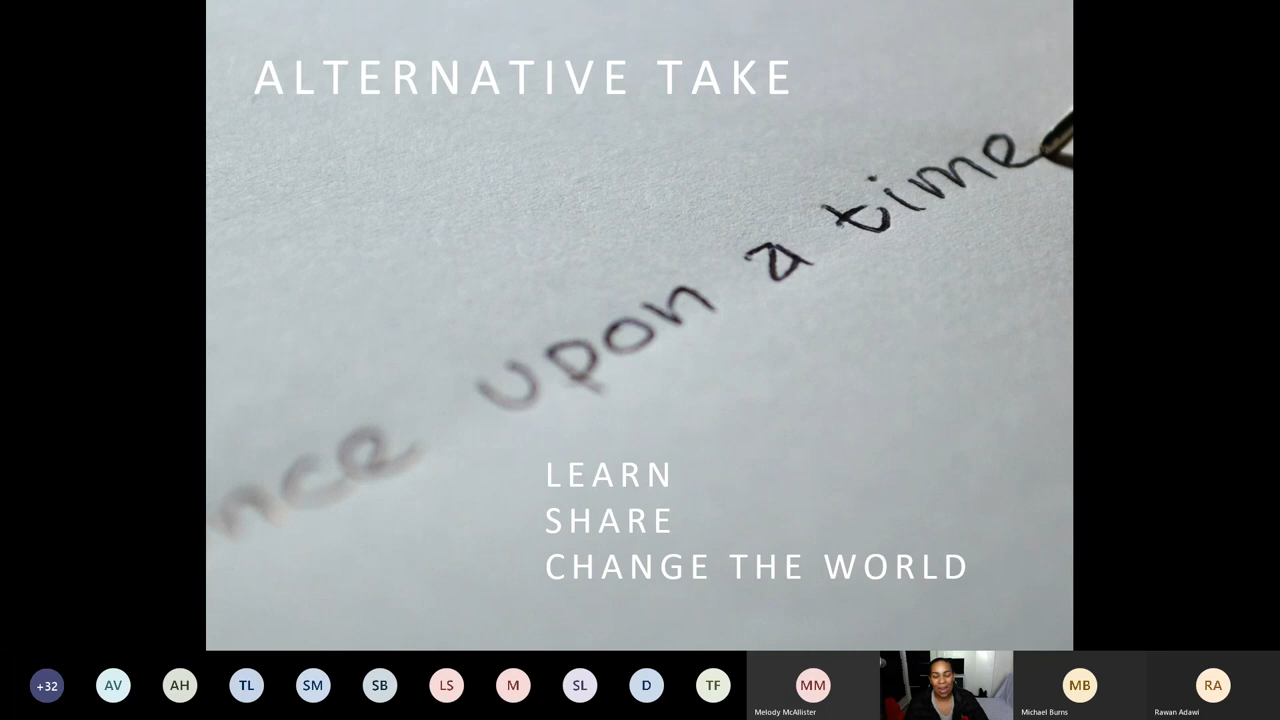 ALTERNATIVE TAKE
nce upon a time
LEARN
SHARE
CHANGE THE WORLD
+32
AV
AH
TL
SM
SB
LS
M
SL
D
TF
MM
MB
RA
Melody McAllister
Michael Burns
Rawan Adawi